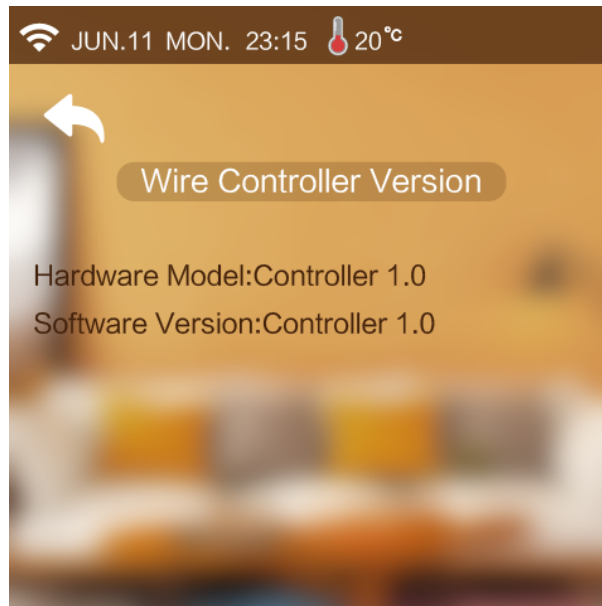 JUN.11 MON. 23:15 20℃
Wire Controller Version
Hardware Model:Controller 1.0
Software Version:Controller 1.0